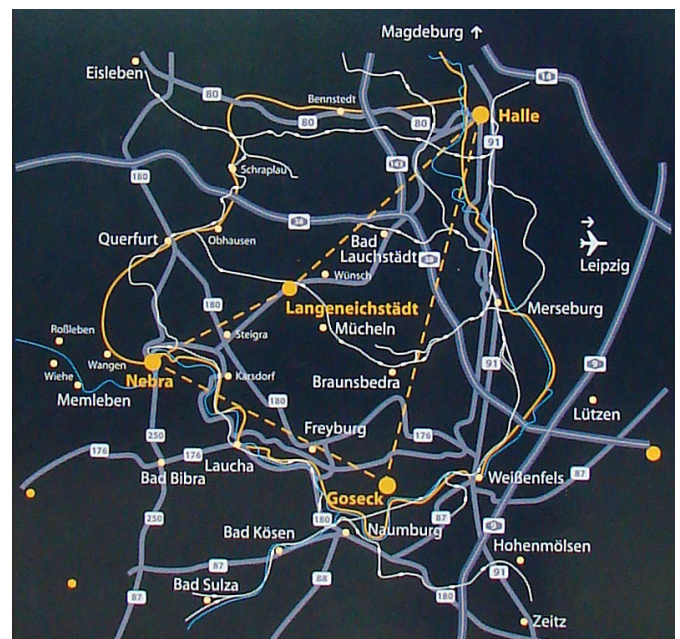 Magdeburg ↑
Eisleben
14
80
Bennstedt
80
80
Halle
91
143
Schraplau
180
38
Querfurt
Obhausen
Bad
Lauchstädt
38
Leipzig
Wünsch
180
Langeneichstädt
Merseburg
Roßleben
Steigra
Mücheln
Wangen
Nebra
91
9
Wiehe
Karsdorf
Braunsbedra
Memleben
180
Lützen
250
Freyburg
176
176
176
Laucha
Bad Bibra
87
Weißenfels
Goseck
250
180
87
9
Bad Kösen
Naumburg
Hohenmölsen
87
88
91
Bad Sulza
87
180
Zeitz